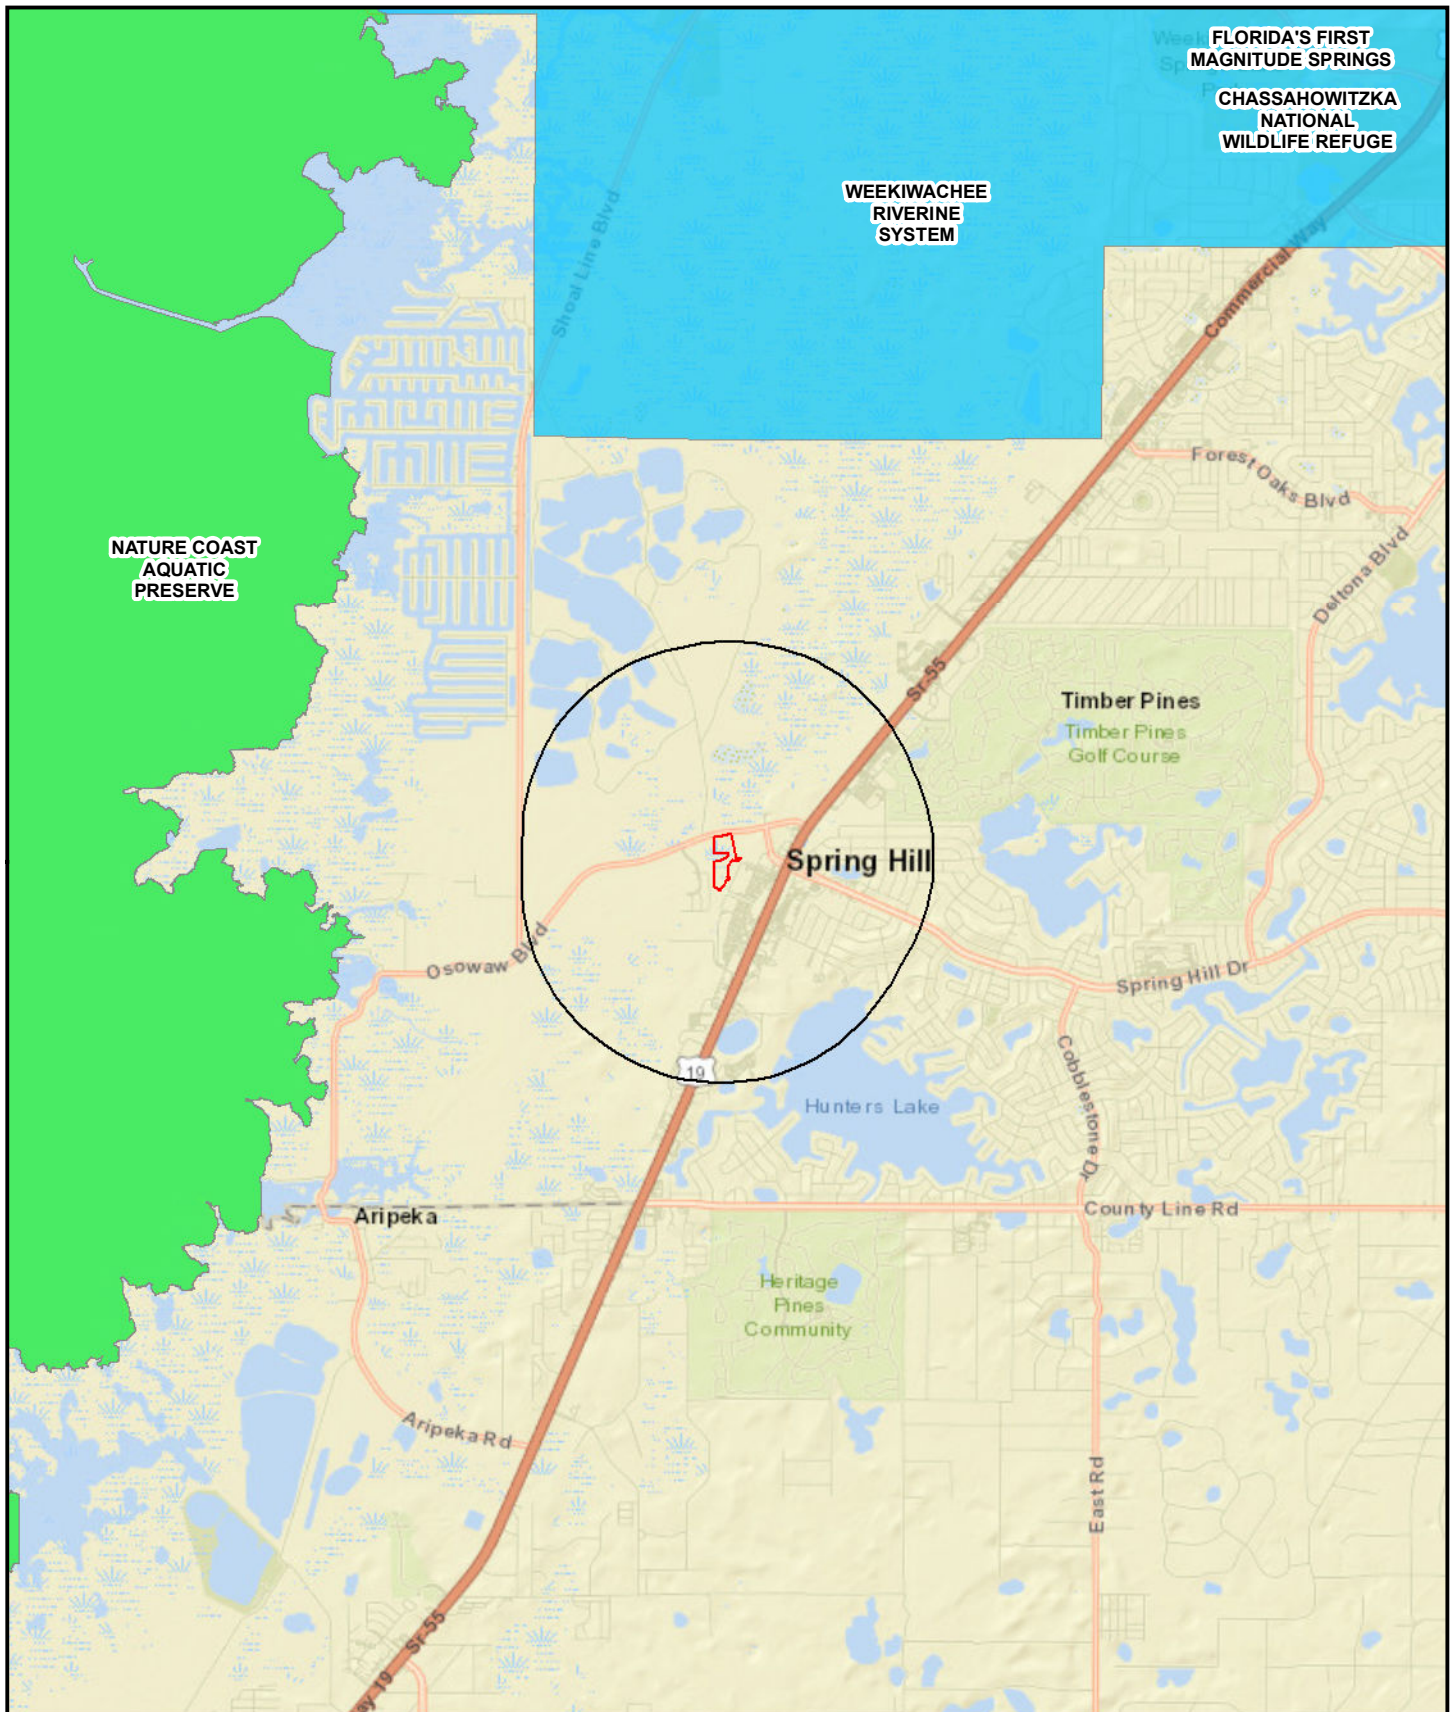 FLORIDA'S FIRST
MAGNITUDE SPRINGS
CHASSAHOWITZKA
NATIONAL
WILDLIFE REFUGE
WEEKIWACHEE
RIVERINE
SYSTEM
Shoal Line Blvd
Commercial Way
Forest Oaks Blvd
Deltona Blvd
NATURE COAST
AQUATIC
PRESERVE
Sr 55
Timber Pines
Timber Pines
Golf Course
Spring Hill
Osowaw Blvd
Spring Hill Dr
19
Cobblestone Dr
Hunters Lake
County Line Rd
Aripeka
Heritage
Pines
Community
Aripeka Rd
East Rd
Sr 55
19